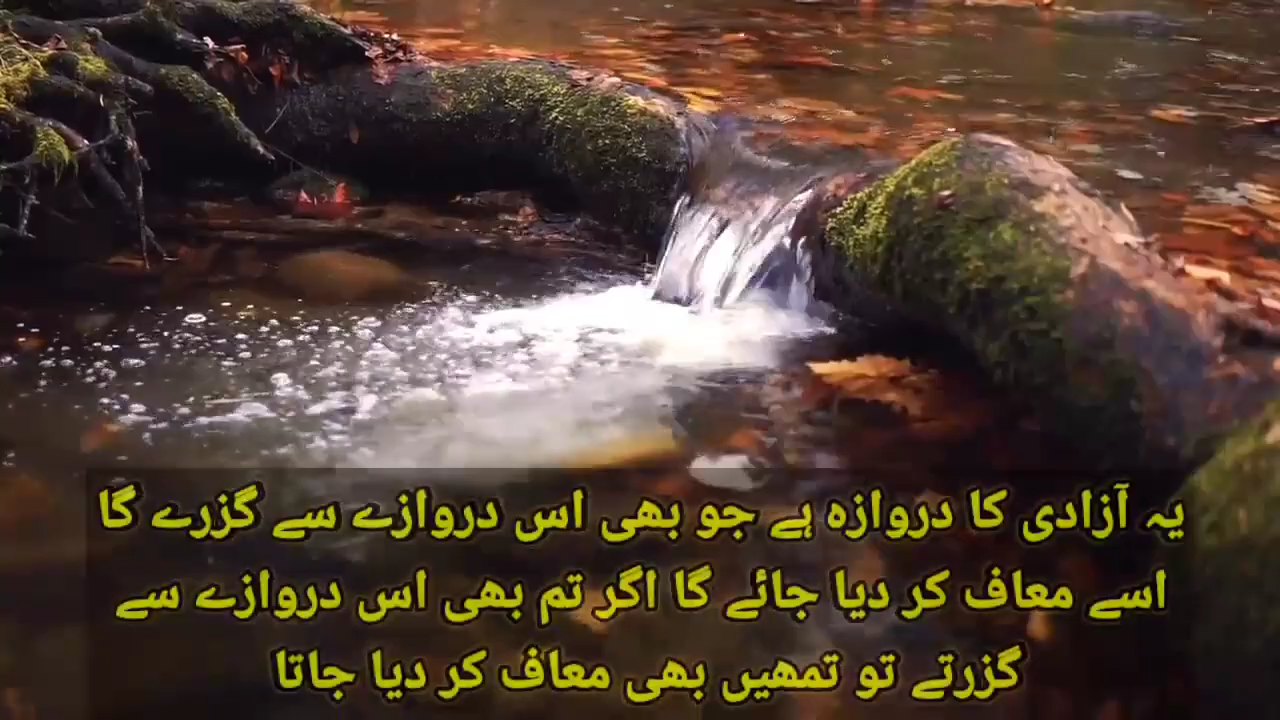 یہ آزادی کا دروازہ ہے جو بھی اس دروازے سے گزرے گا
اسے معاف کر دیا جائے گا اگر تم بھی اس دروازے سے
گزرتے تو تمھیں بھی معاف کر دیا جاتا